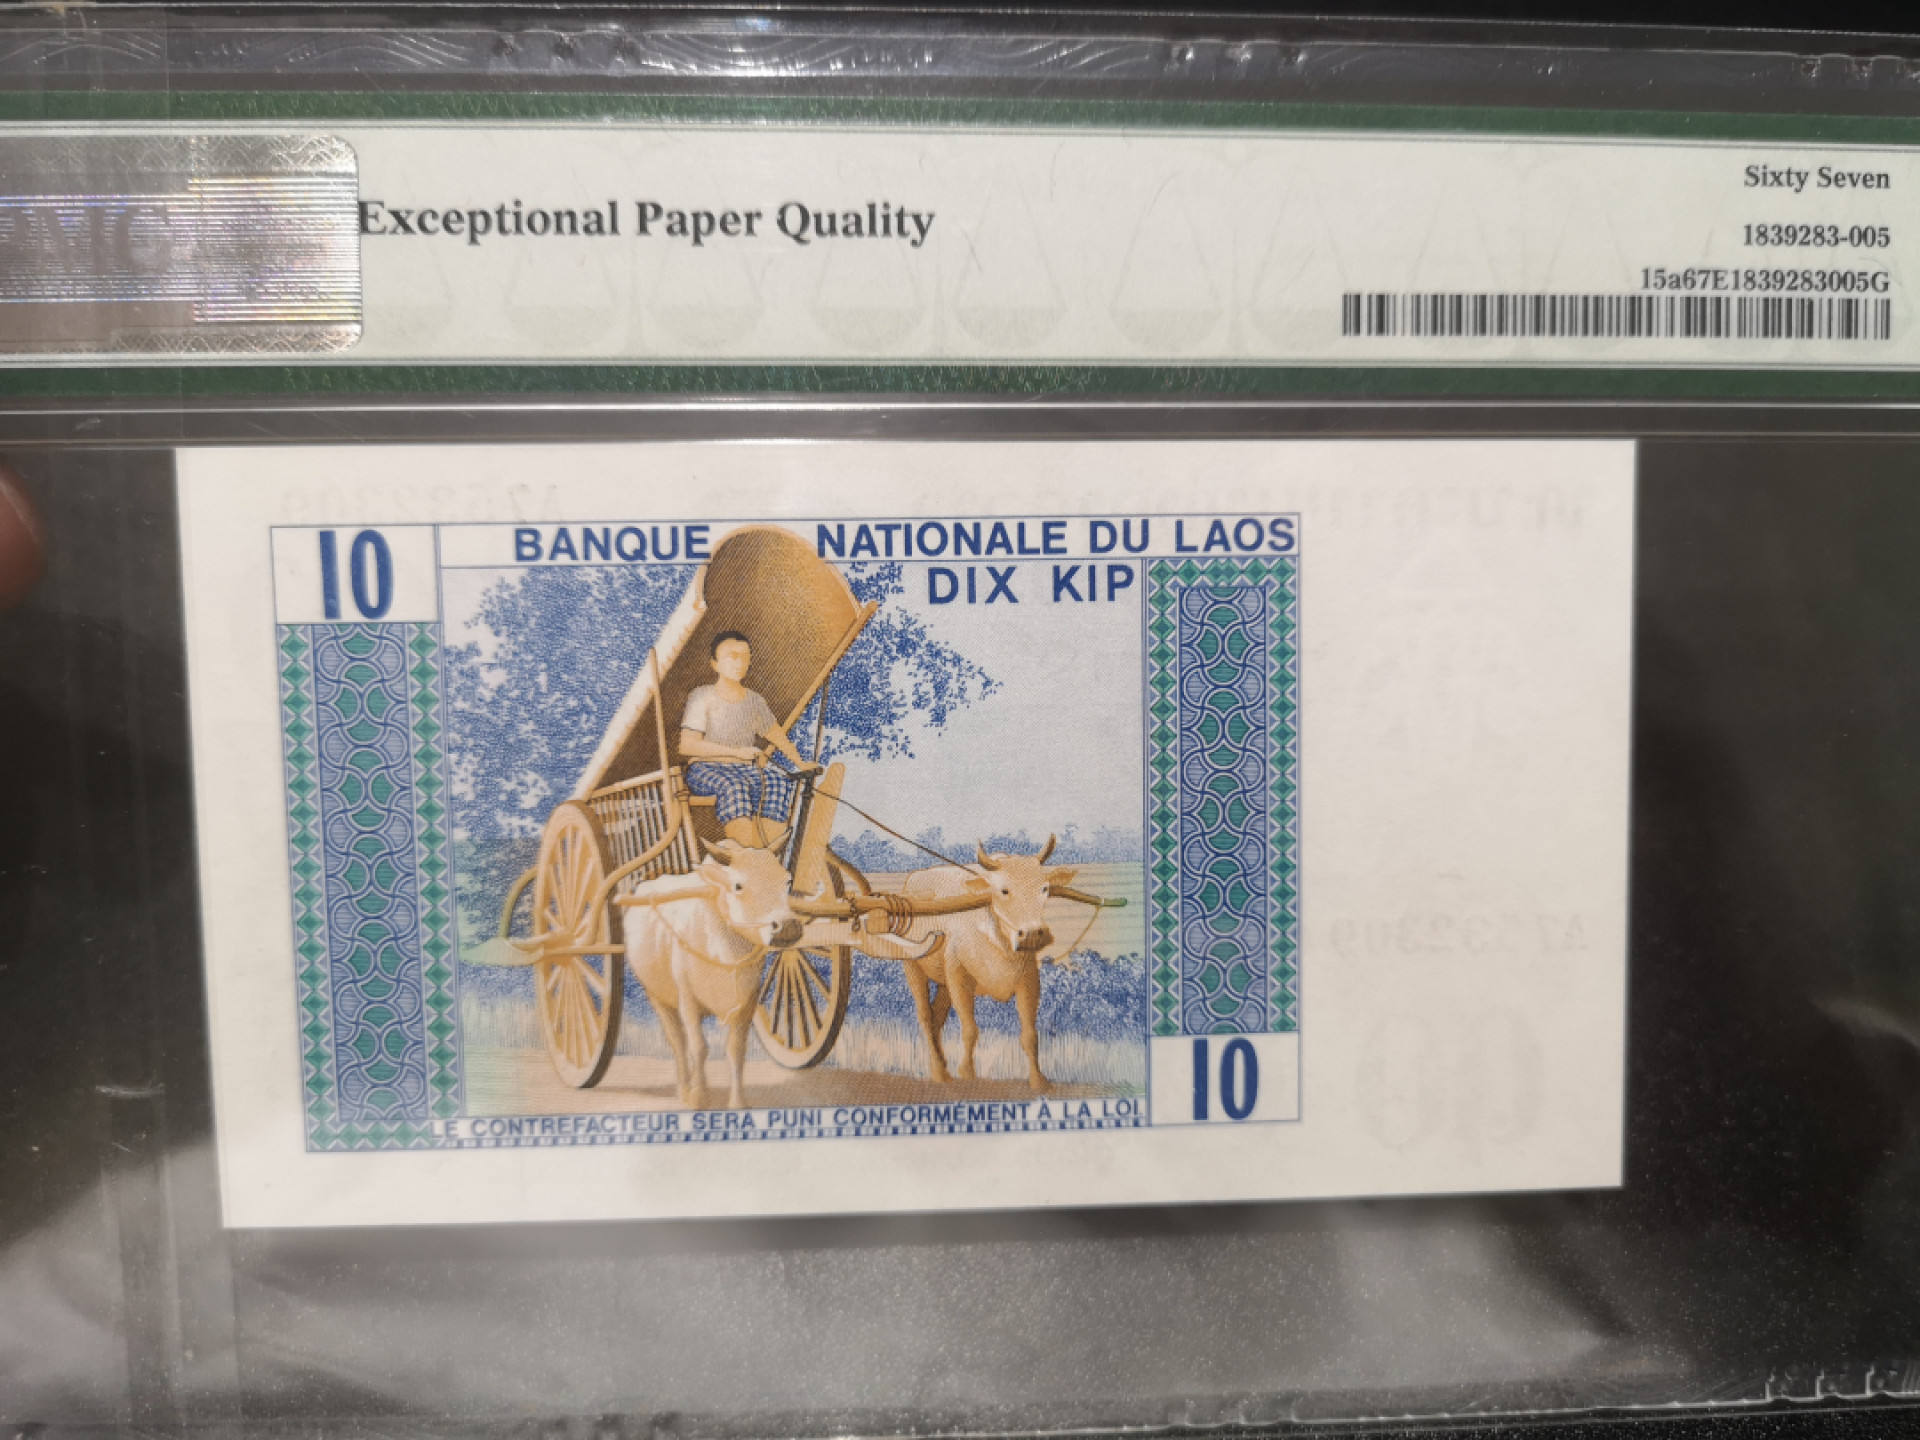 PMG
Exceptional Paper Quality
Sixty Seven
1839283-005
15a67E1839283005G
10
BANQUE NATIONALE DU LAOS
DIX KIP
10
LE CONTREFACTEUR SERA PUNI CONFORMÉMENT À LA LOI.